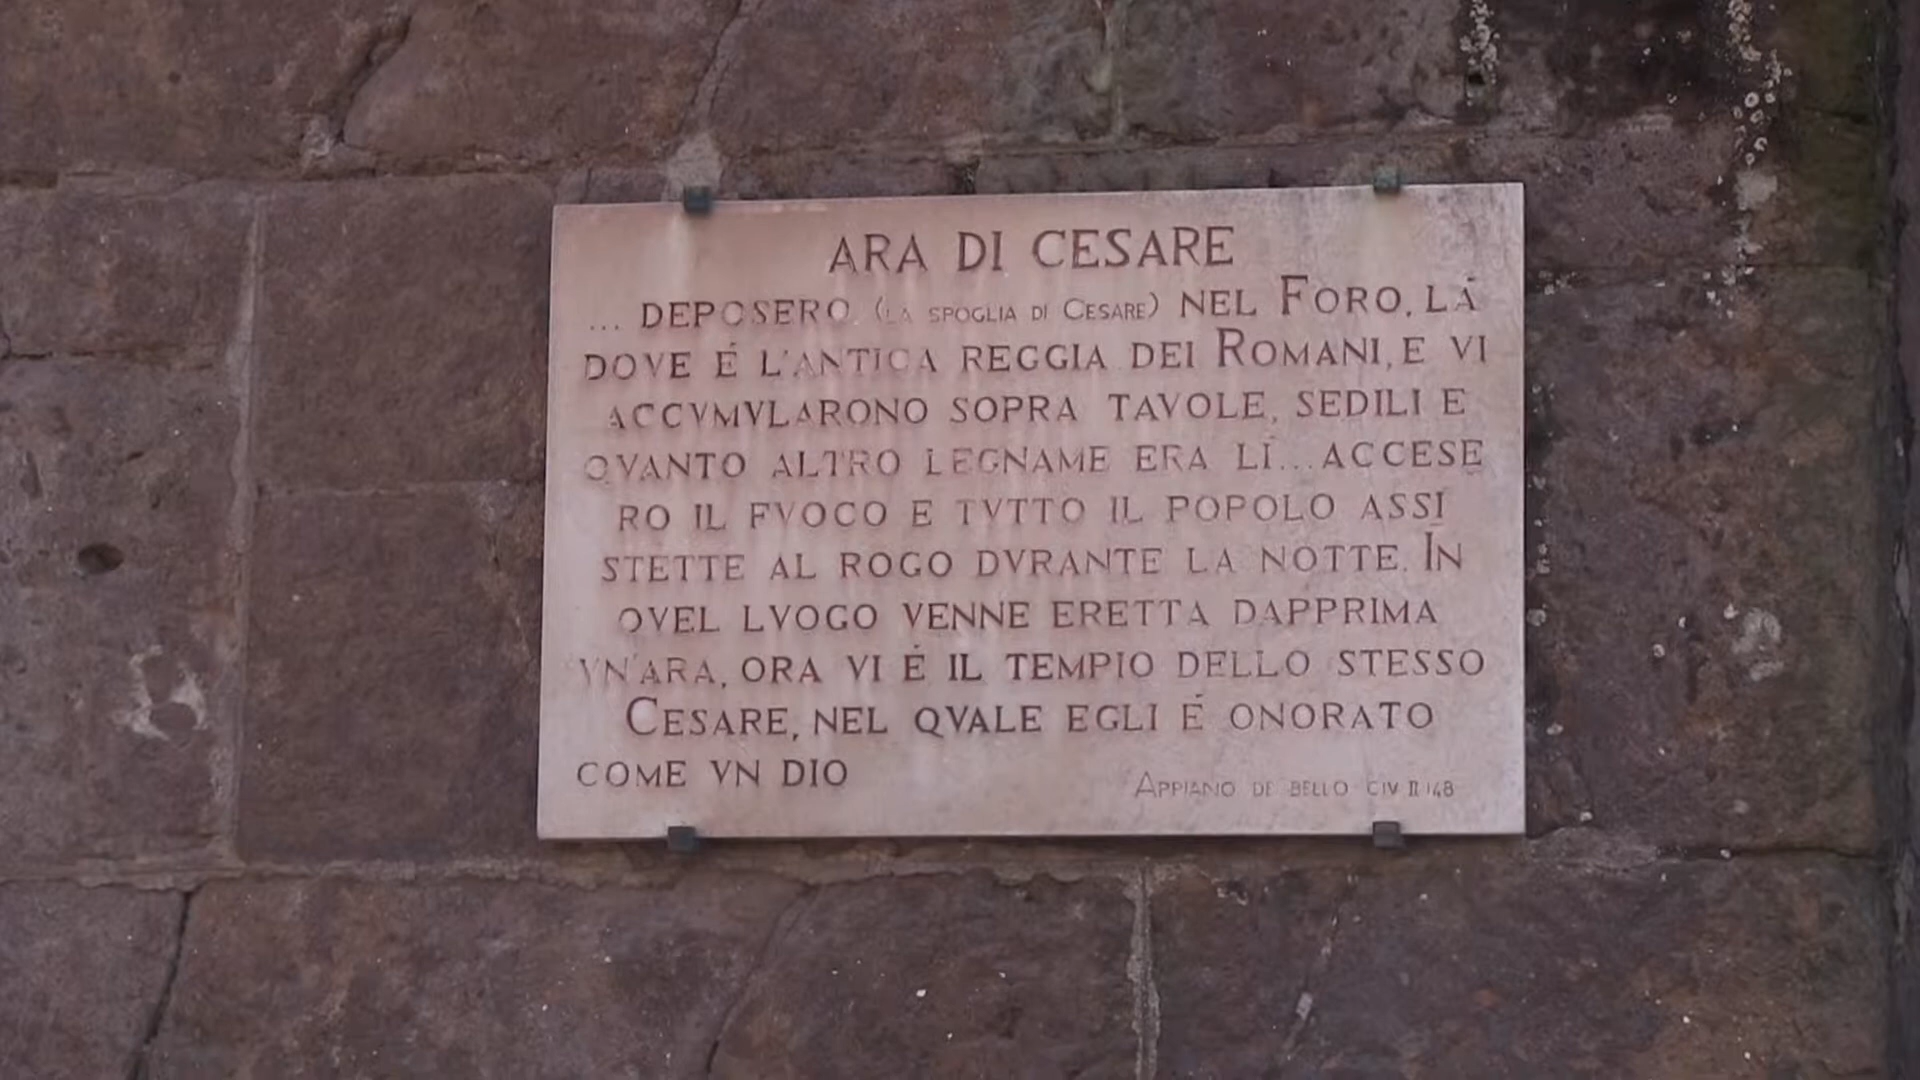 ARA DI CESARE
... DEPOSERO (LA SPOGLIA DI CESARE) NEL FORO, LÁ
DOVE É L'ANTICA REGGIA DEI ROMANI, E VI
ACCVMVLARONO SOPRA TAVOLE, SEDILI E
QVANTO ALTRO LEGNAME ERA LÍ... ACCESE
RO IL FVOCO E TVTTO IL POPOLO ASSI
STETTE AL ROGO DVRANTE LA NOTTE. IN
QVEL LVOGO VENNE ERETTA DAPPRIMA
VN'ARA, ORA VI É IL TEMPIO DELLO STESSO
CESARE, NEL QVALE EGLI É ONORATO
COME VN DIO
APPIANO DE BELLO CIV II 148